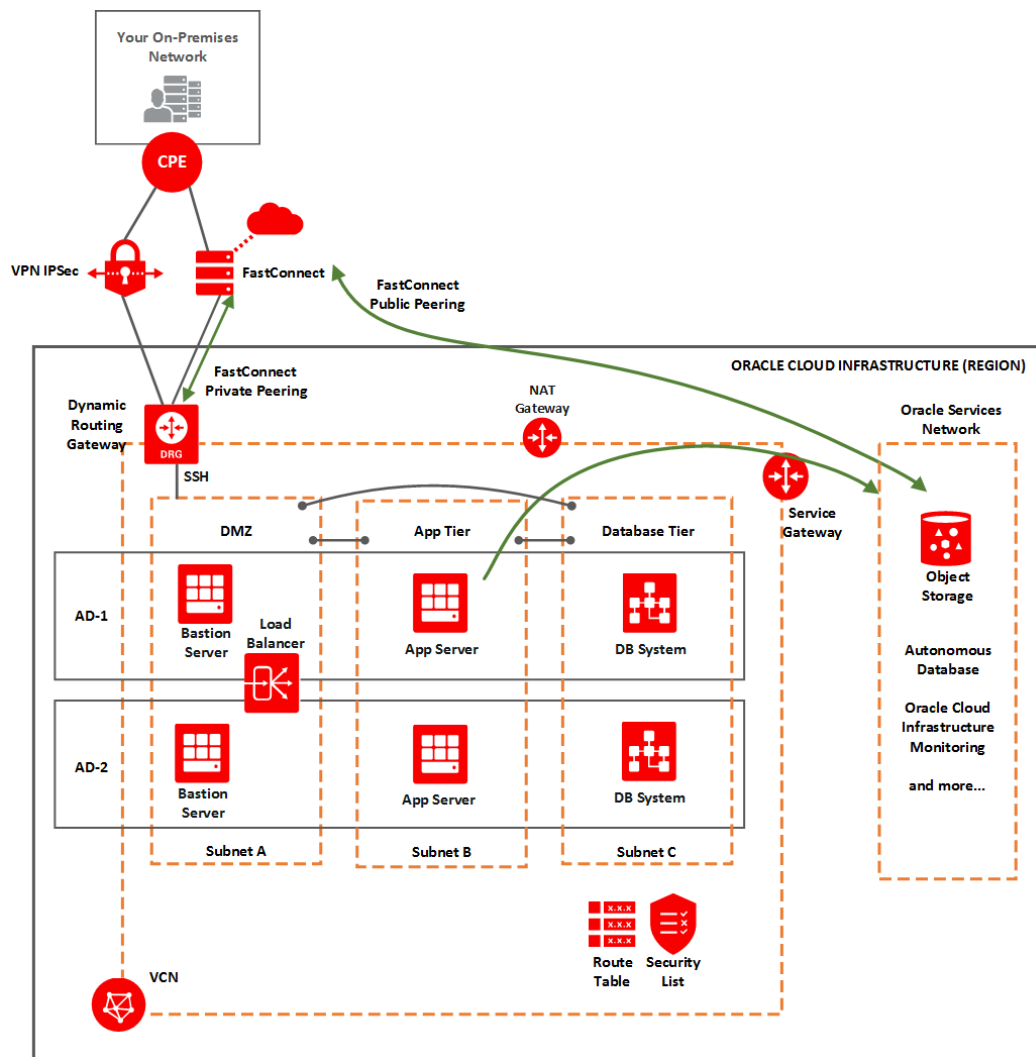 Your On-Premises
Network
CPE
VPN IPSec
FastConnect
FastConnect
Public Peering
ORACLE CLOUD INFRASTRUCTURE (REGION)
FastConnect
Private Peering
Dynamic
Routing
Gateway
DRG
SSH
NAT
Gateway
Oracle Services
Network
Service
Gateway
DMZ
App Tier
Database Tier
AD-1
Bastion
Server
Load
Balancer
App Server
DB System
Object
Storage
Autonomous
Database
Oracle Cloud
Infrastructure
Monitoring
and more...
AD-2
Bastion
Server
App Server
DB System
Subnet A
Subnet B
Subnet C
x.x.x
x.x.x
x.x.x
Route
Table
Security
List
VCN